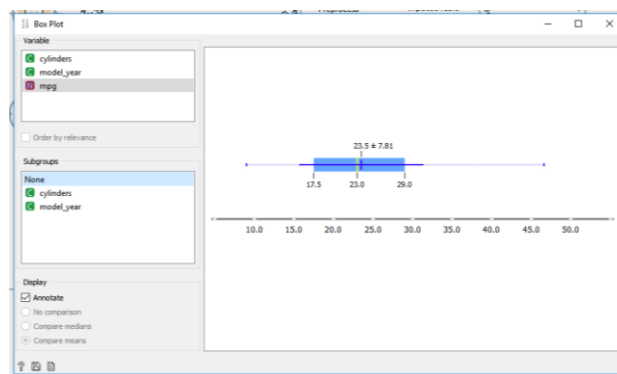 Box Plot
Variable
C cylinders
C model_year
N mpg
Order by relevance
Subgroups
None
C cylinders
C model_year
Display
Annotate
No comparison
Compare medians
Compare means
?
23.5 ± 7.81
17.5 23.0 29.0
10.0 15.0 20.0 25.0 30.0 35.0 40.0 45.0 50.0